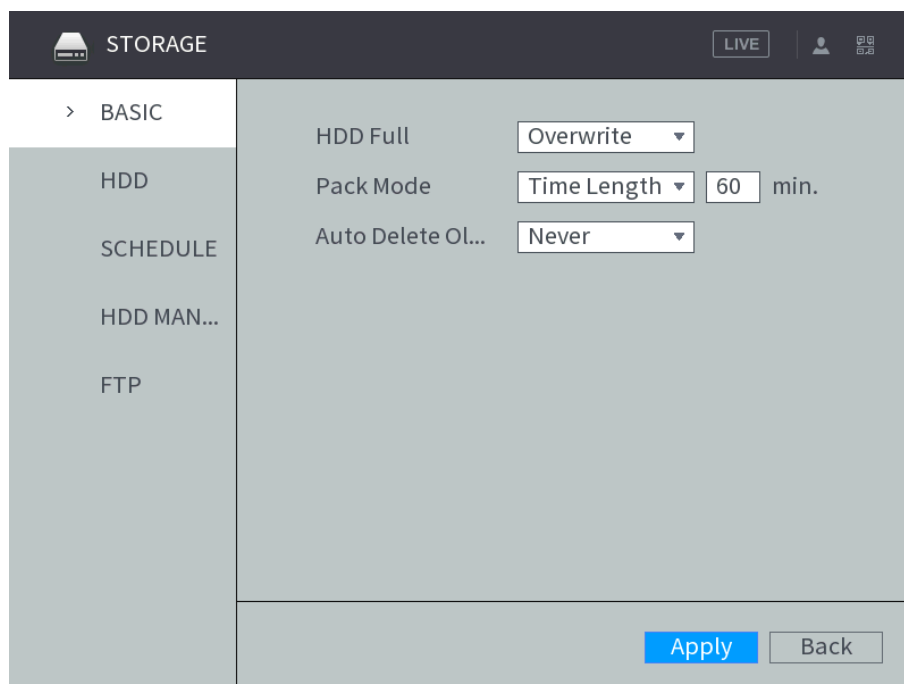 STORAGE
LIVE
> BASIC
HDD
SCHEDULE
HDD MAN...
FTP
HDD Full Overwrite
Pack Mode Time Length 60 min.
Auto Delete Ol... Never
Apply Back